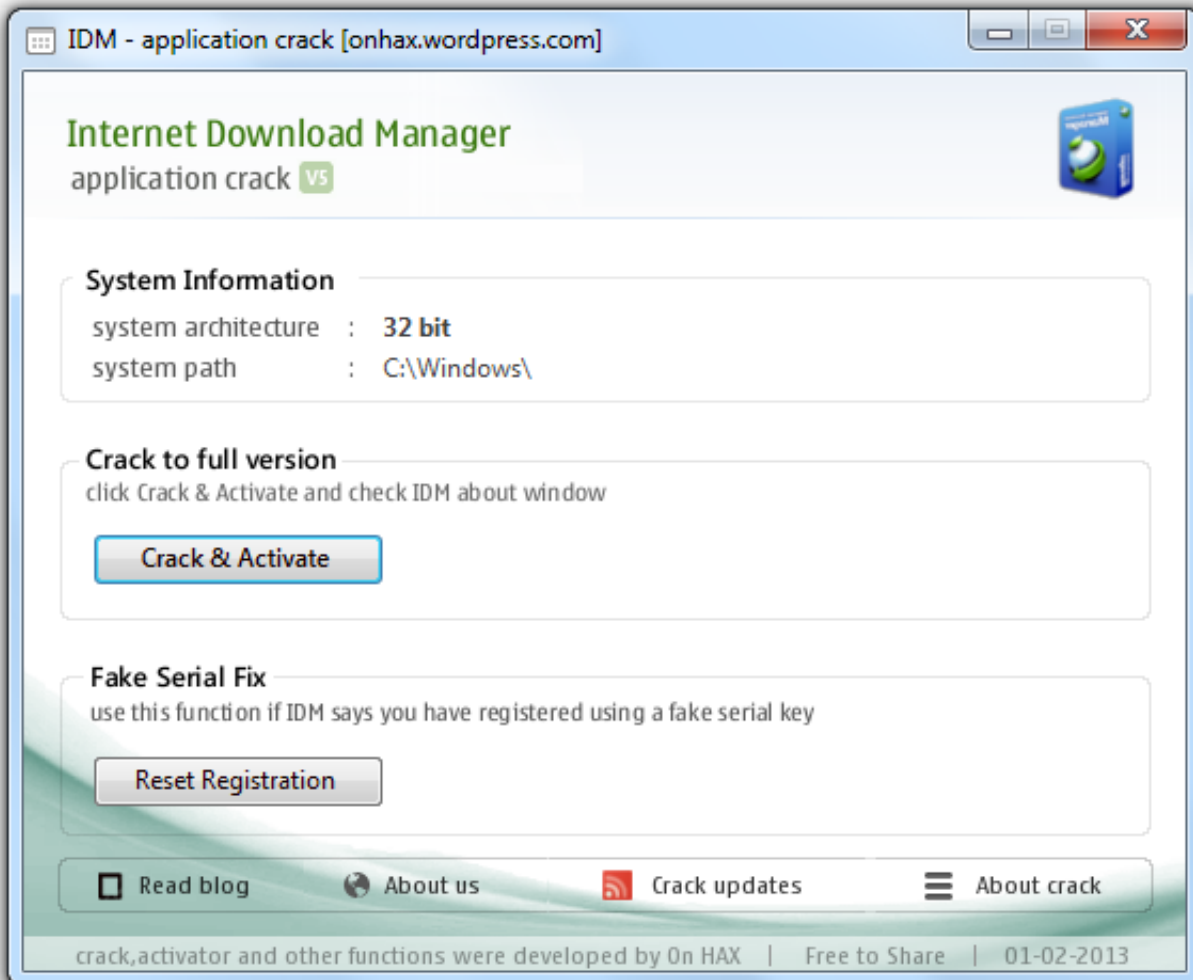 IDM - application crack [onhax.wordpress.com]
Internet Download Manager
application crack V5
System Information
system architecture : 32 bit
system path : C:\Windows\
Crack to full version
click Crack & Activate and check IDM about window
Crack & Activate
Fake Serial Fix
use this function if IDM says you have registered using a fake serial key
Reset Registration
Read blog About us Crack updates About crack
crack,activator and other functions were developed by On HAX | Free to Share | 01-02-2013